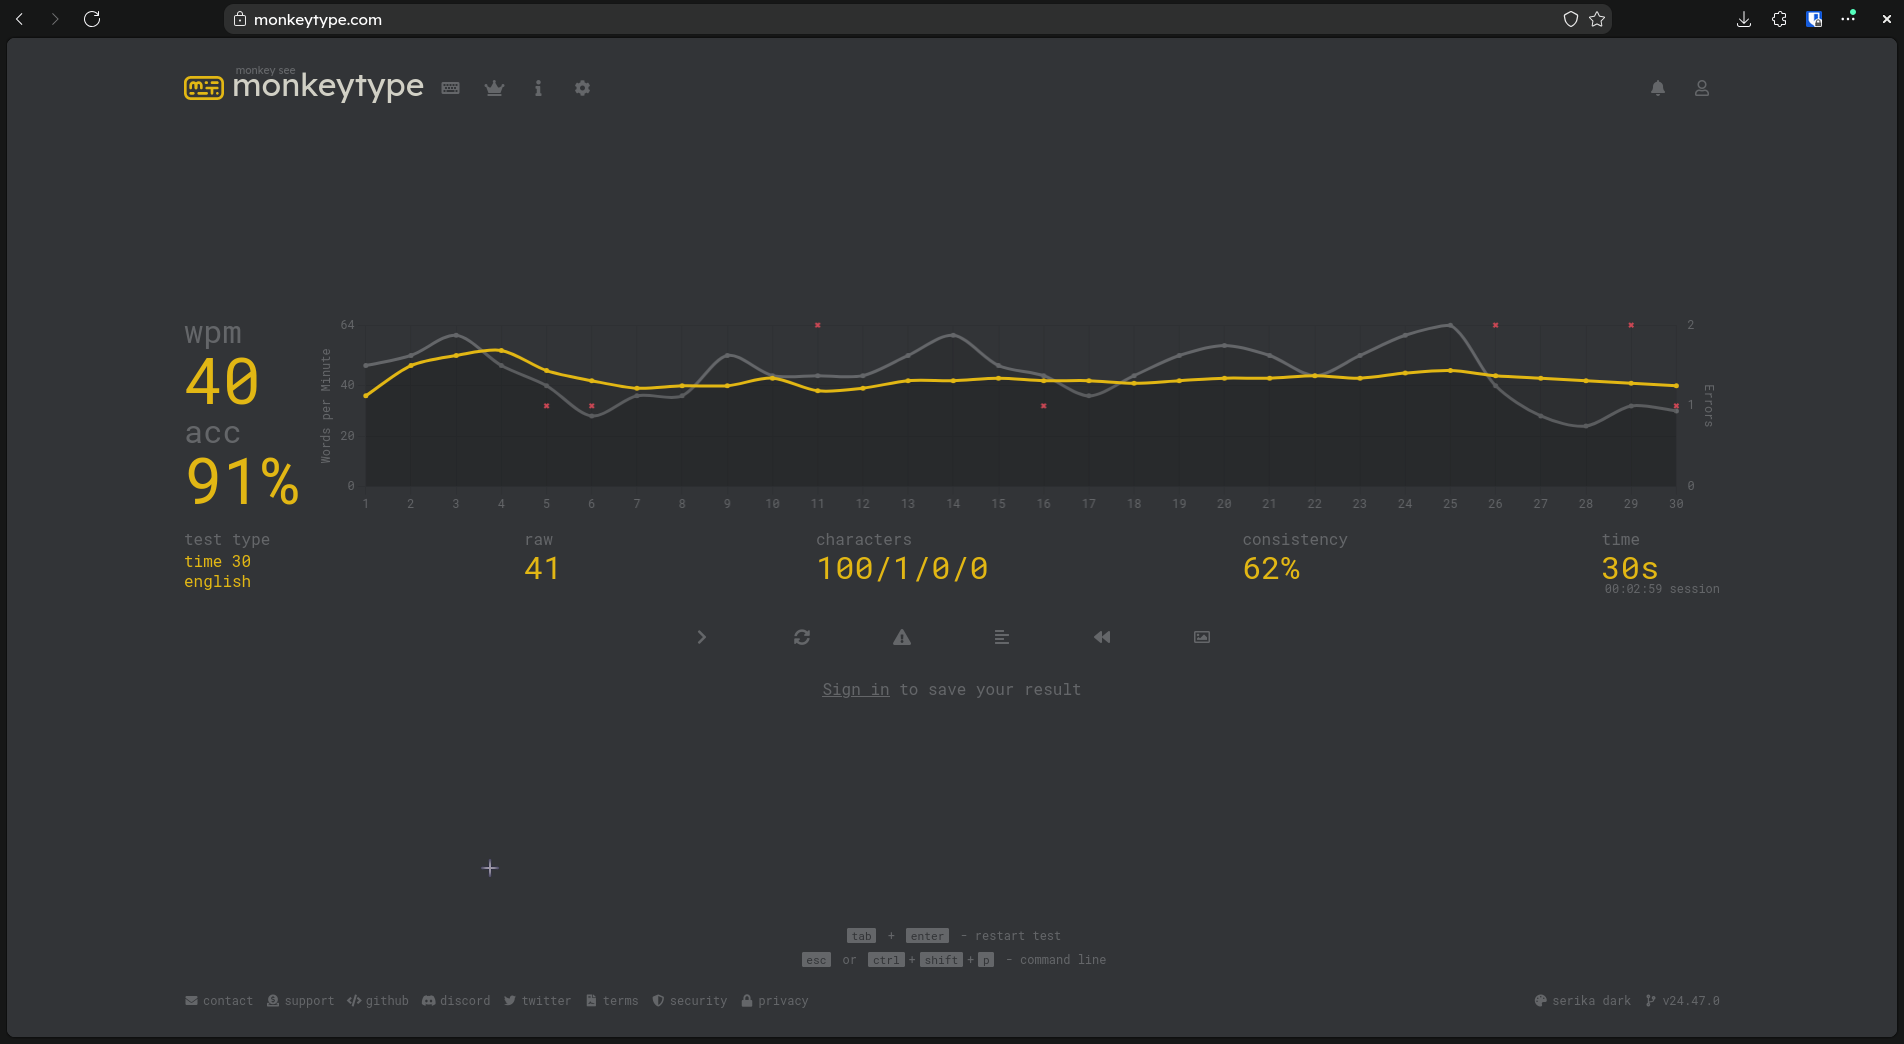 monkeytype.com
monkey see
monkeytype
wpm
40
acc
91%
Words per Minute
64
40
20
0
1 2 3 4 5 6 7 8 9 10 11 12 13 14 15 16 17 18 19 20 21 22 23 24 25 26 27 28 29 30
2
1
0
Errors
test type
time 30
english
raw
41
characters
100/1/0/0
consistency
62%
time
30s
00:02:59 session
Sign in to save your result
tab + enter - restart test
esc or ctrl + shift + p - command line
contact support github discord twitter terms security privacy
serika dark v24.47.0